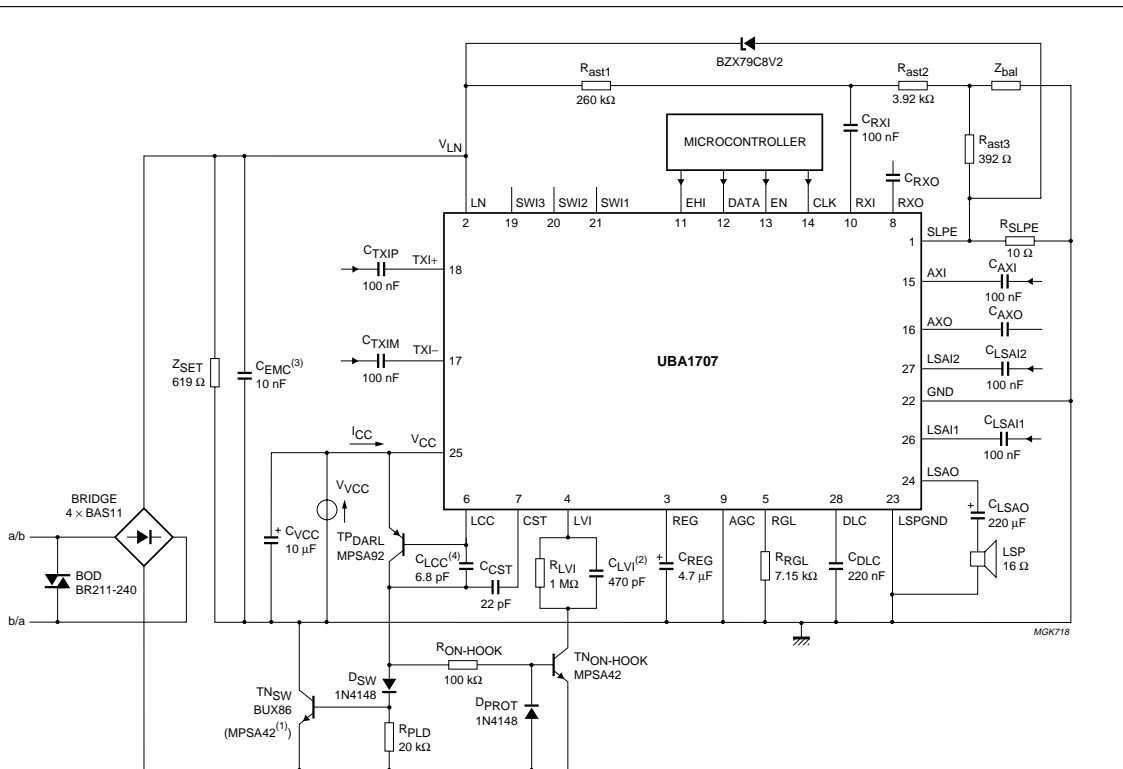 BZX79C8V2
Rast1
260 kΩ
Rast2
3.92 kΩ
Zbal
MICROCONTROLLER
CRXI
100 nF
Rast3
392 Ω
CRXO
VLN
LN
SWI3
SWI2
SWI1
EHI
DATA
EN
CLK
RXI
RXO
2
19
20
21
11
12
13
14
10
8
SLPE
1
RSLPE
10 Ω
CTXIP
100 nF
TXI+
18
AXI
15
CAXI
100 nF
AXO
16
CAXO
CTXIM
100 nF
TXI−
17
UBA1707
LSAI2
27
CLSAI2
100 nF
ZSET
619 Ω
CEMC(3)
10 nF
GND
22
LSAI1
26
CLSAI1
100 nF
ICC
VCC
25
LSAO
24
BRIDGE
4 × BAS11
VVCC
6
7
4
3
9
5
28
23
LCC
CST
LVI
REG
AGC
RGL
DLC
LSPGND
CLSAO
220 μF
+
a/b
+
CVCC
10 μF
TPDARL
MPSA92
CLCC(4)
6.8 pF
CCST
22 pF
RLVI
1 MΩ
CLVI(2)
470 pF
+
CREG
4.7 μF
RRGL
7.15 kΩ
CDLC
220 nF
LSP
16 Ω
BOD
BR211-240
b/a
MGK718
RON-HOOK
100 kΩ
TNON-HOOK
MPSA42
DSW
1N4148
TNSW
BUX86
(MPSA42(1))
DPROT
1N4148
RPLD
20 kΩ